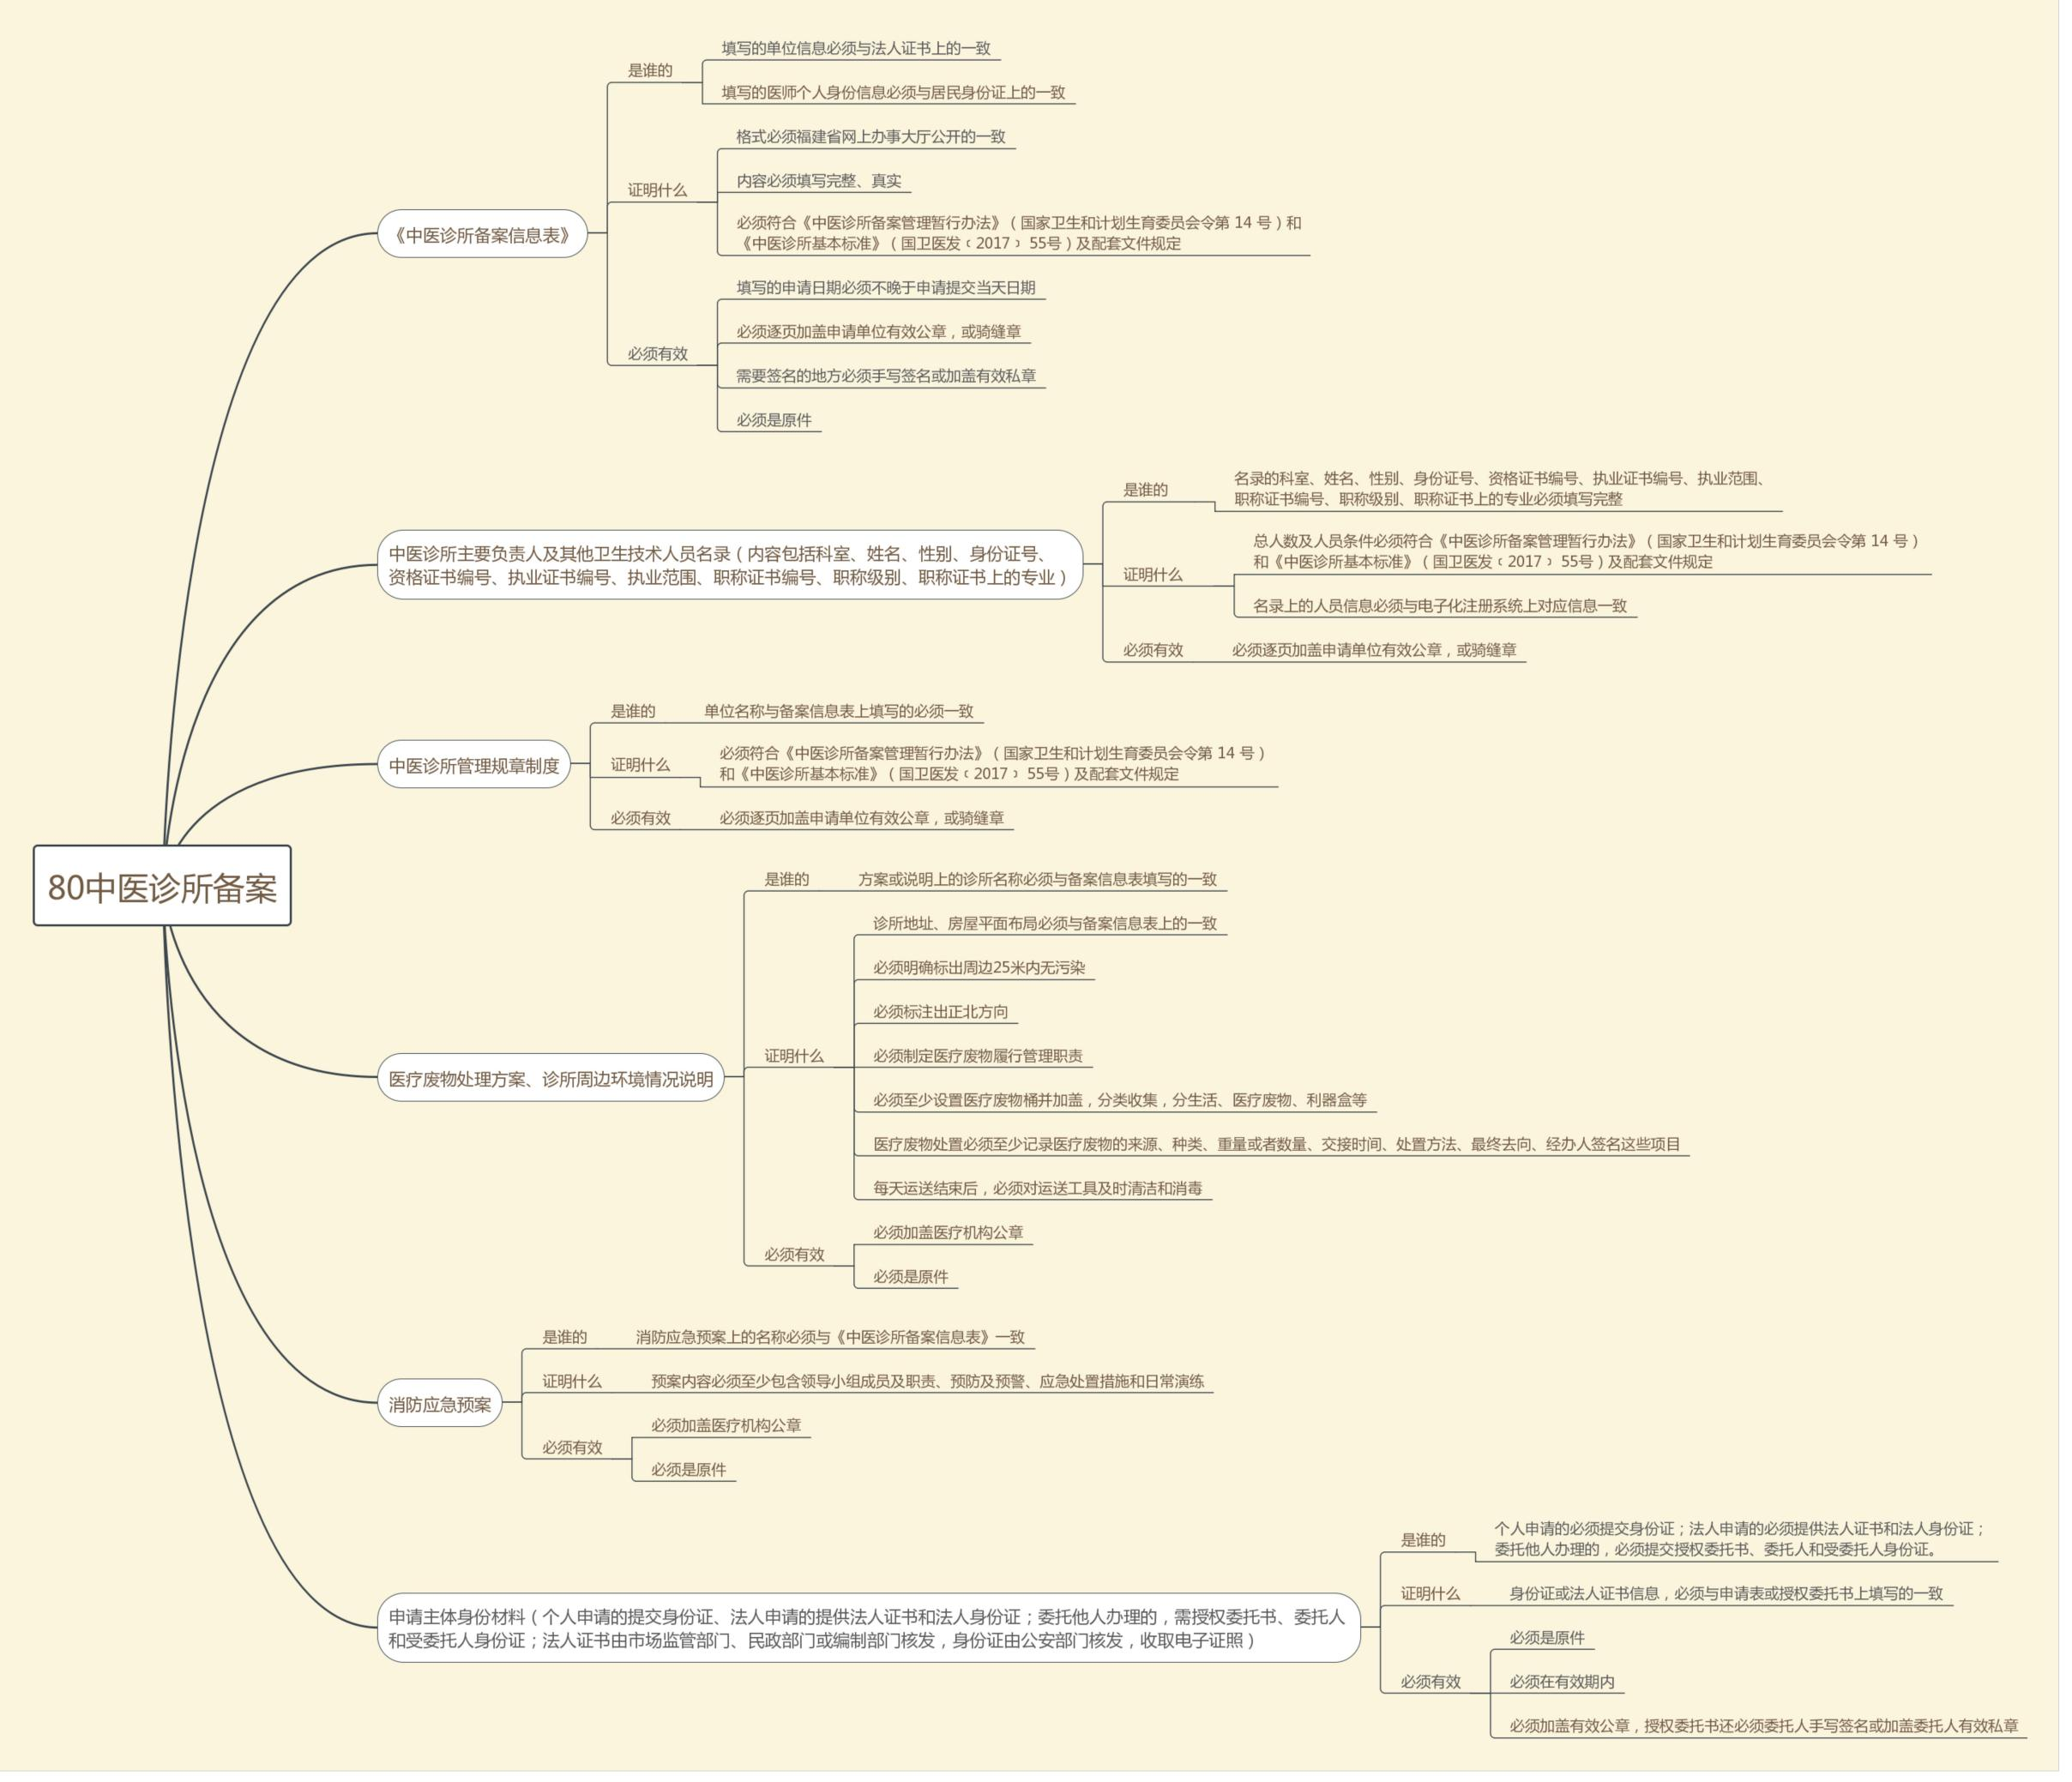 80中医诊所备案
《中医诊所备案信息表》
是谁的
填写的单位信息必须与法人证书上的一致
填写的医师个人身份信息必须与居民身份证上的一致
证明什么
格式必须福建省网上办事大厅公开的一致
内容必须填写完整、真实
必须符合《中医诊所备案管理暂行办法》（国家卫生和计划生育委员会令第 14 号）和
《中医诊所基本标准》（国卫医发﹝2017﹞ 55号）及配套文件规定
必须有效
填写的申请日期必须不晚于申请提交当天日期
必须逐页加盖申请单位有效公章，或骑缝章
需要签名的地方必须手写签名或加盖有效私章
必须是原件
中医诊所主要负责人及其他卫生技术人员名录（内容包括科室、姓名、性别、身份证号、
资格证书编号、执业证书编号、执业范围、职称证书编号、职称级别、职称证书上的专业）
是谁的
名录的科室、姓名、性别、身份证号、资格证书编号、执业证书编号、执业范围、
职称证书编号、职称级别、职称证书上的专业必须填写完整
证明什么
总人数及人员条件必须符合《中医诊所备案管理暂行办法》（国家卫生和计划生育委员会令第 14 号）
和《中医诊所基本标准》（国卫医发﹝2017﹞ 55号）及配套文件规定
名录上的人员信息必须与电子化注册系统上对应信息一致
必须有效
必须逐页加盖申请单位有效公章，或骑缝章
中医诊所管理规章制度
是谁的
单位名称与备案信息表上填写的必须一致
证明什么
必须符合《中医诊所备案管理暂行办法》（国家卫生和计划生育委员会令第 14 号）
和《中医诊所基本标准》（国卫医发﹝2017﹞ 55号）及配套文件规定
必须有效
必须逐页加盖申请单位有效公章，或骑缝章
医疗废物处理方案、诊所周边环境情况说明
是谁的
方案或说明上的诊所名称必须与备案信息表填写的一致
证明什么
诊所地址、房屋平面布局必须与备案信息表上的一致
必须明确标出周边25米内无污染
必须标注出正北方向
必须制定医疗废物履行管理职责
必须至少设置医疗废物桶并加盖，分类收集，分生活、医疗废物、利器盒等
医疗废物处置必须至少记录医疗废物的来源、种类、重量或者数量、交接时间、处置方法、最终去向、经办人签名这些项目
每天运送结束后，必须对运送工具及时清洁和消毒
必须有效
必须加盖医疗机构公章
必须是原件
消防应急预案
是谁的
消防应急预案上的名称必须与《中医诊所备案信息表》一致
证明什么
预案内容必须至少包含领导小组成员及职责、预防及预警、应急处置措施和日常演练
必须有效
必须加盖医疗机构公章
必须是原件
申请主体身份材料（个人申请的提交身份证、法人申请的提供法人证书和法人身份证；委托他人办理的，需授权委托书、委托人
和受委托人身份证；法人证书由市场监管部门、民政部门或编制部门核发，身份证由公安部门核发，收取电子证照）
是谁的
个人申请的必须提交身份证；法人申请的必须提供法人证书和法人身份证；
委托他人办理的，必须提交授权委托书、委托人和受委托人身份证。
证明什么
身份证或法人证书信息，必须与申请表或授权委托书上填写的一致
必须有效
必须是原件
必须在有效期内
必须加盖有效公章，授权委托书还必须委托人手写签名或加盖委托人有效私章